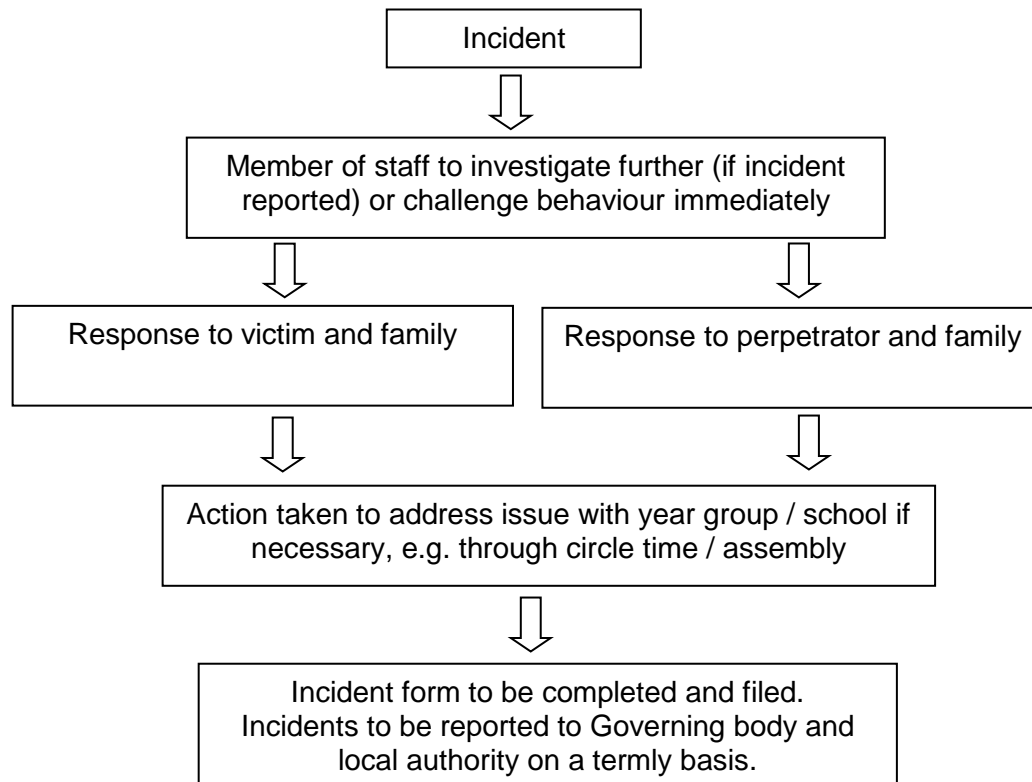 Incident
Member of staff to investigate further (if incident
reported) or challenge behaviour immediately
Response to victim and family
Response to perpetrator and family
Action taken to address issue with year group / school if
necessary, e.g. through circle time / assembly
Incident form to be completed and filed.
Incidents to be reported to Governing body and
local authority on a termly basis.